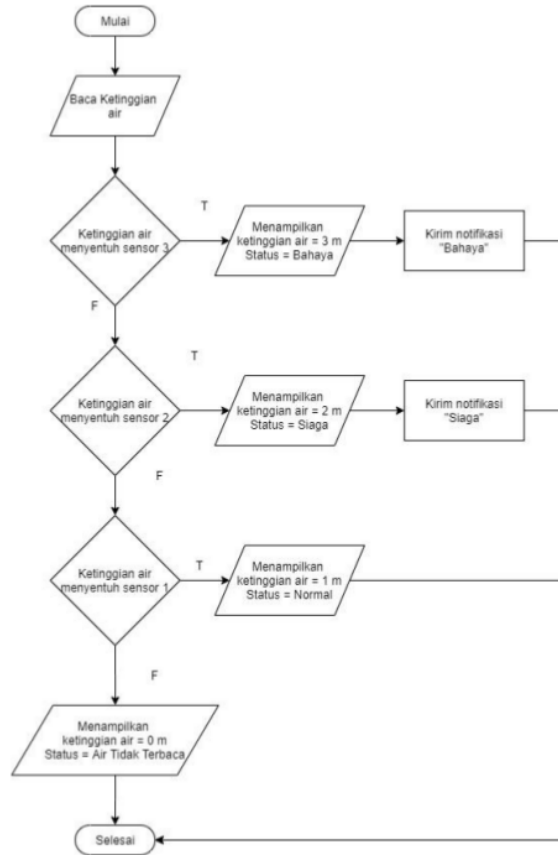 Mulai
Baca Ketinggian
air
Ketinggian air
menyentuh sensor 3
T
Menampilkan
ketinggian air = 3 m
Status = Bahaya
Kirim notifikasi
"Bahaya"
F
Ketinggian air
menyentuh sensor 2
T
Menampilkan
ketinggian air = 2 m
Status = Siaga
Kirim notifikasi
"Siaga"
F
Ketinggian air
menyentuh sensor 1
T
Menampilkan
ketinggian air = 1 m
Status = Normal
F
Menampilkan
ketinggian air = 0 m
Status = Air Tidak Terbaca
Selesai